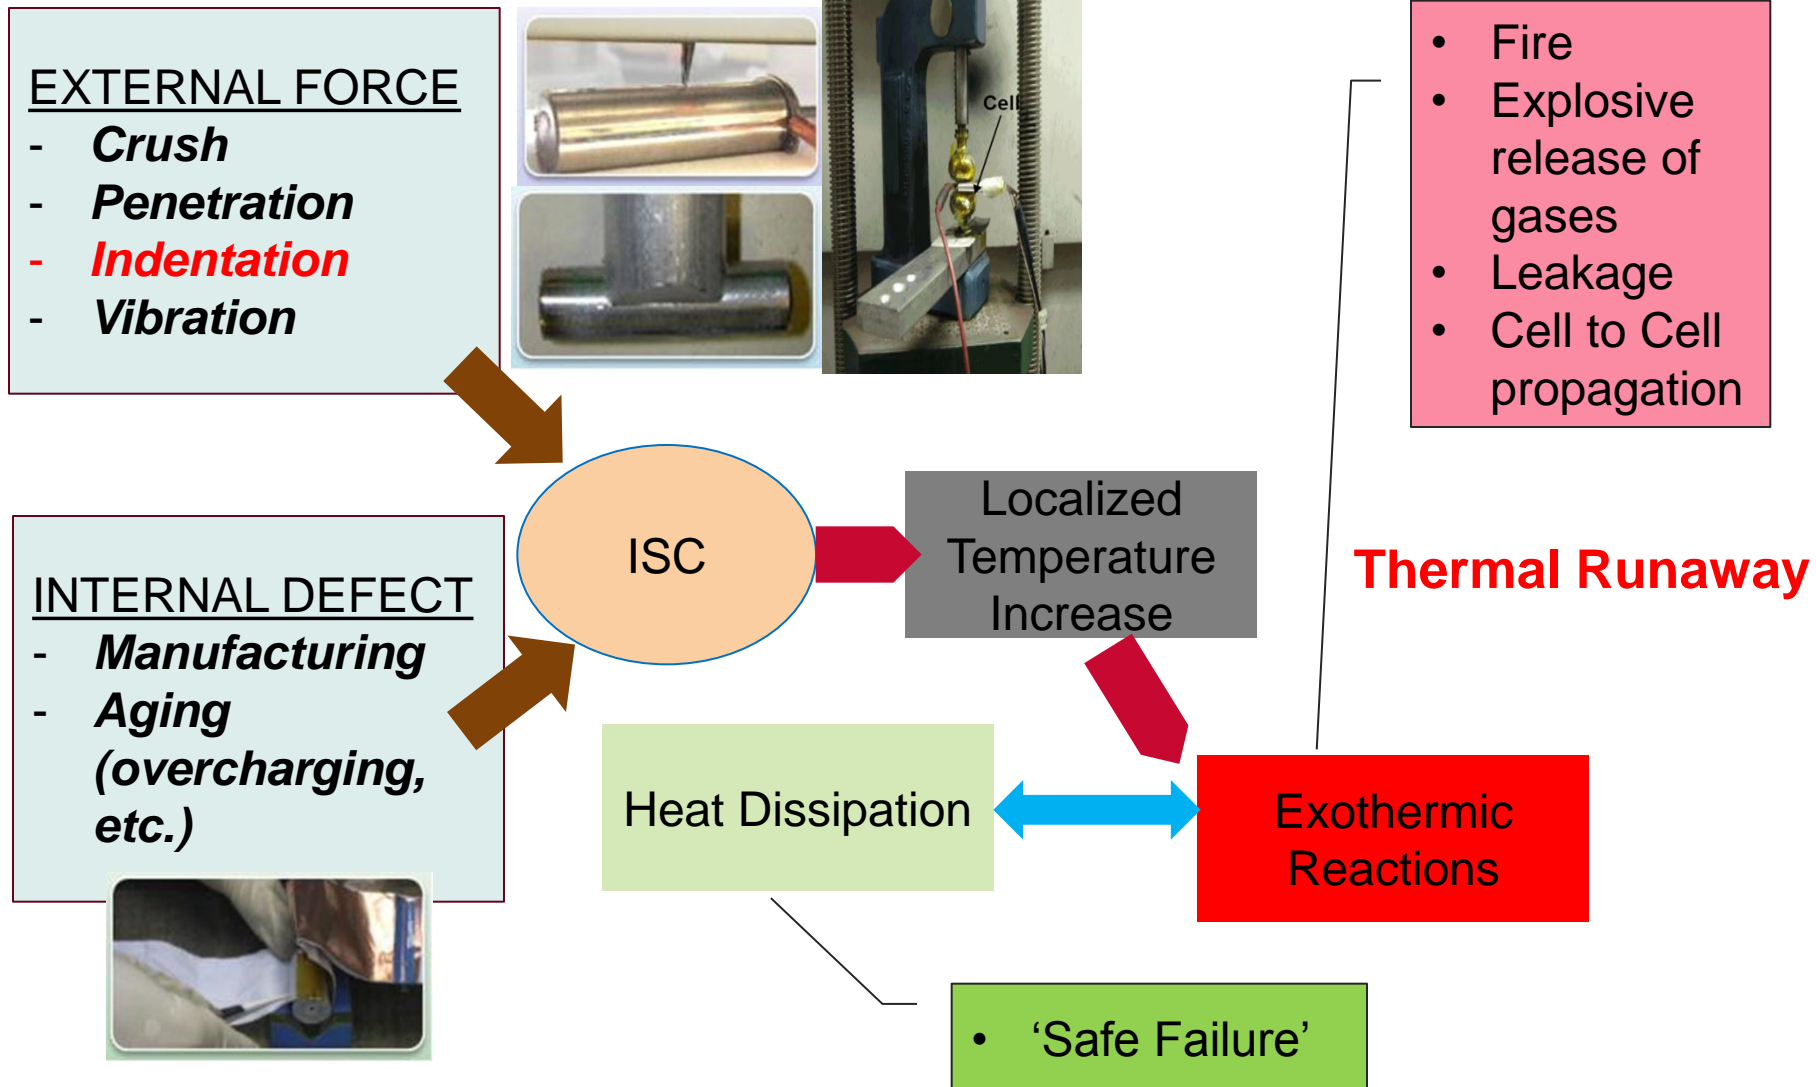 EXTERNAL FORCE
- Crush
- Penetration
- Indentation
- Vibration
Cell
• Fire
• Explosive
release of
gases
• Leakage
• Cell to Cell
propagation
ISC
Localized
Temperature
Increase
Thermal Runaway
INTERNAL DEFECT
- Manufacturing
- Aging
(overcharging,
etc.)
Heat Dissipation
Exothermic
Reactions
• ‘Safe Failure’